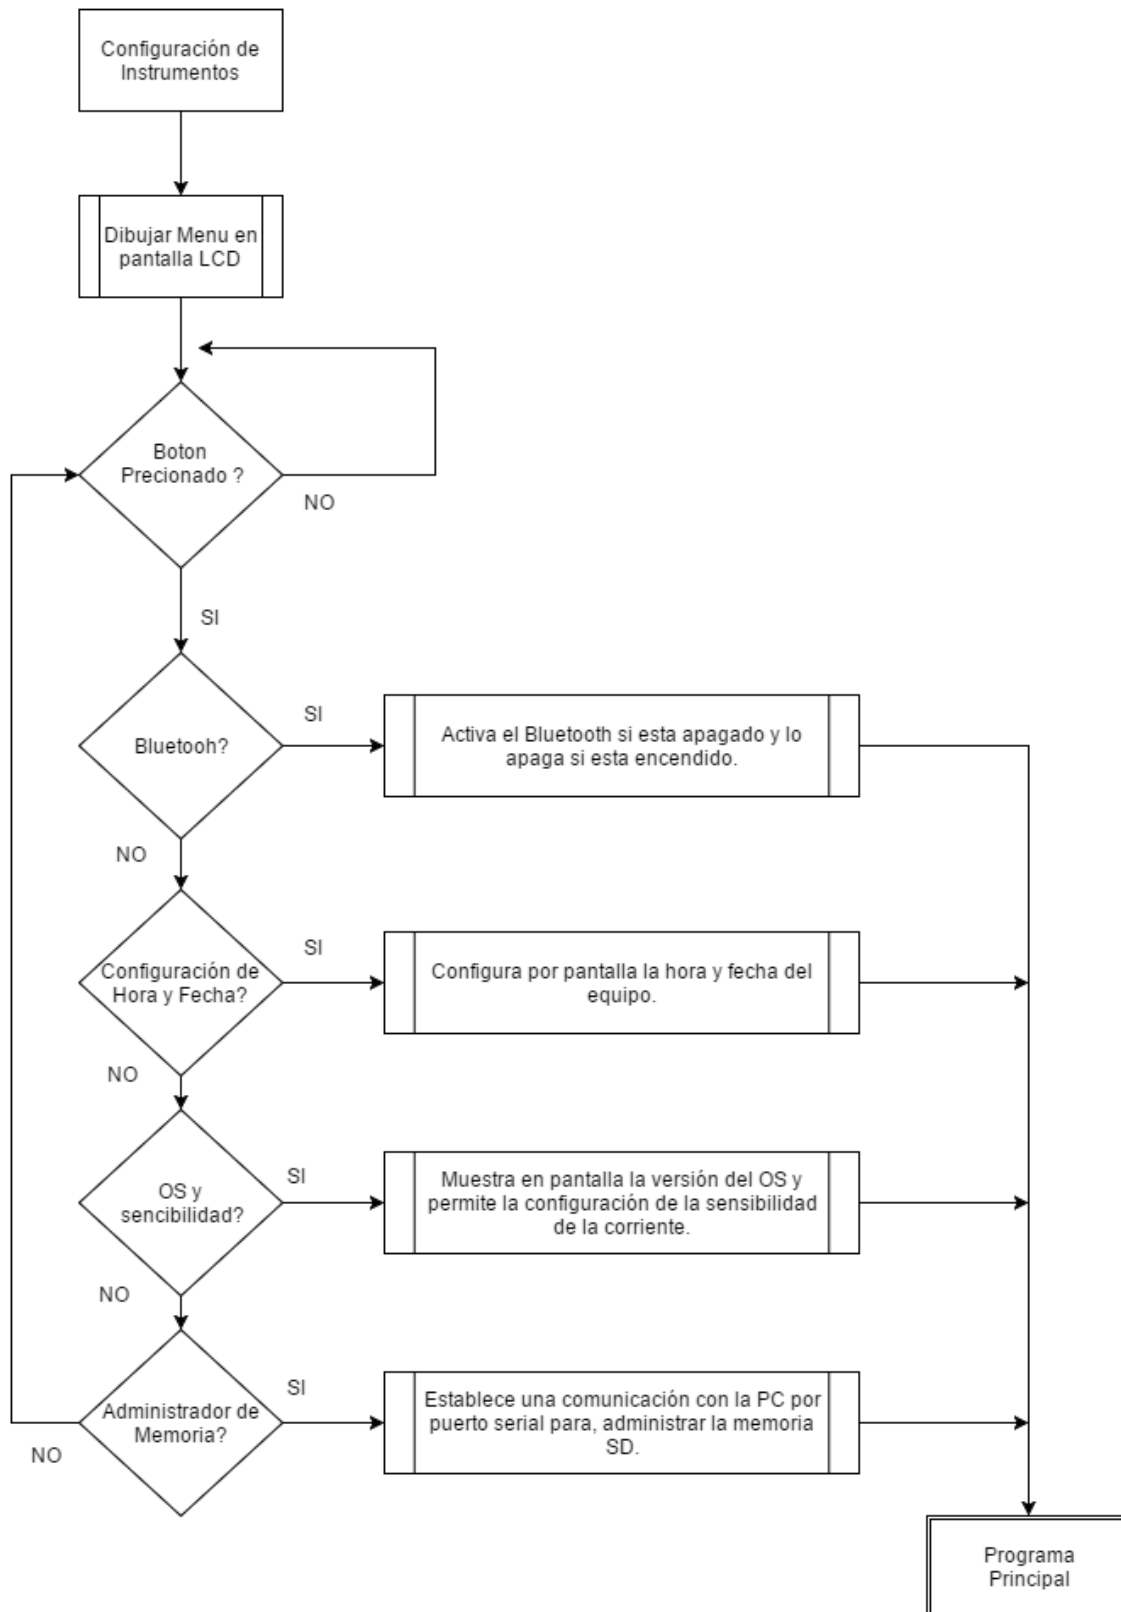 Configuración de
Instrumentos
Dibujar Menu en
pantalla LCD
Boton
Precionado ?
NO
SI
Bluetooh?
SI
Activa el Bluetooth si esta apagado y lo
apaga si esta encendido.
NO
Configuración de
Hora y Fecha?
SI
Configura por pantalla la hora y fecha del
equipo.
NO
OS y
sencibilidad?
SI
Muestra en pantalla la versión del OS y
permite la configuración de la sensibilidad
de la corriente.
NO
Administrador de
Memoria?
SI
Establece una comunicación con la PC por
puerto serial para, administrar la memoria
SD.
NO
Programa
Principal